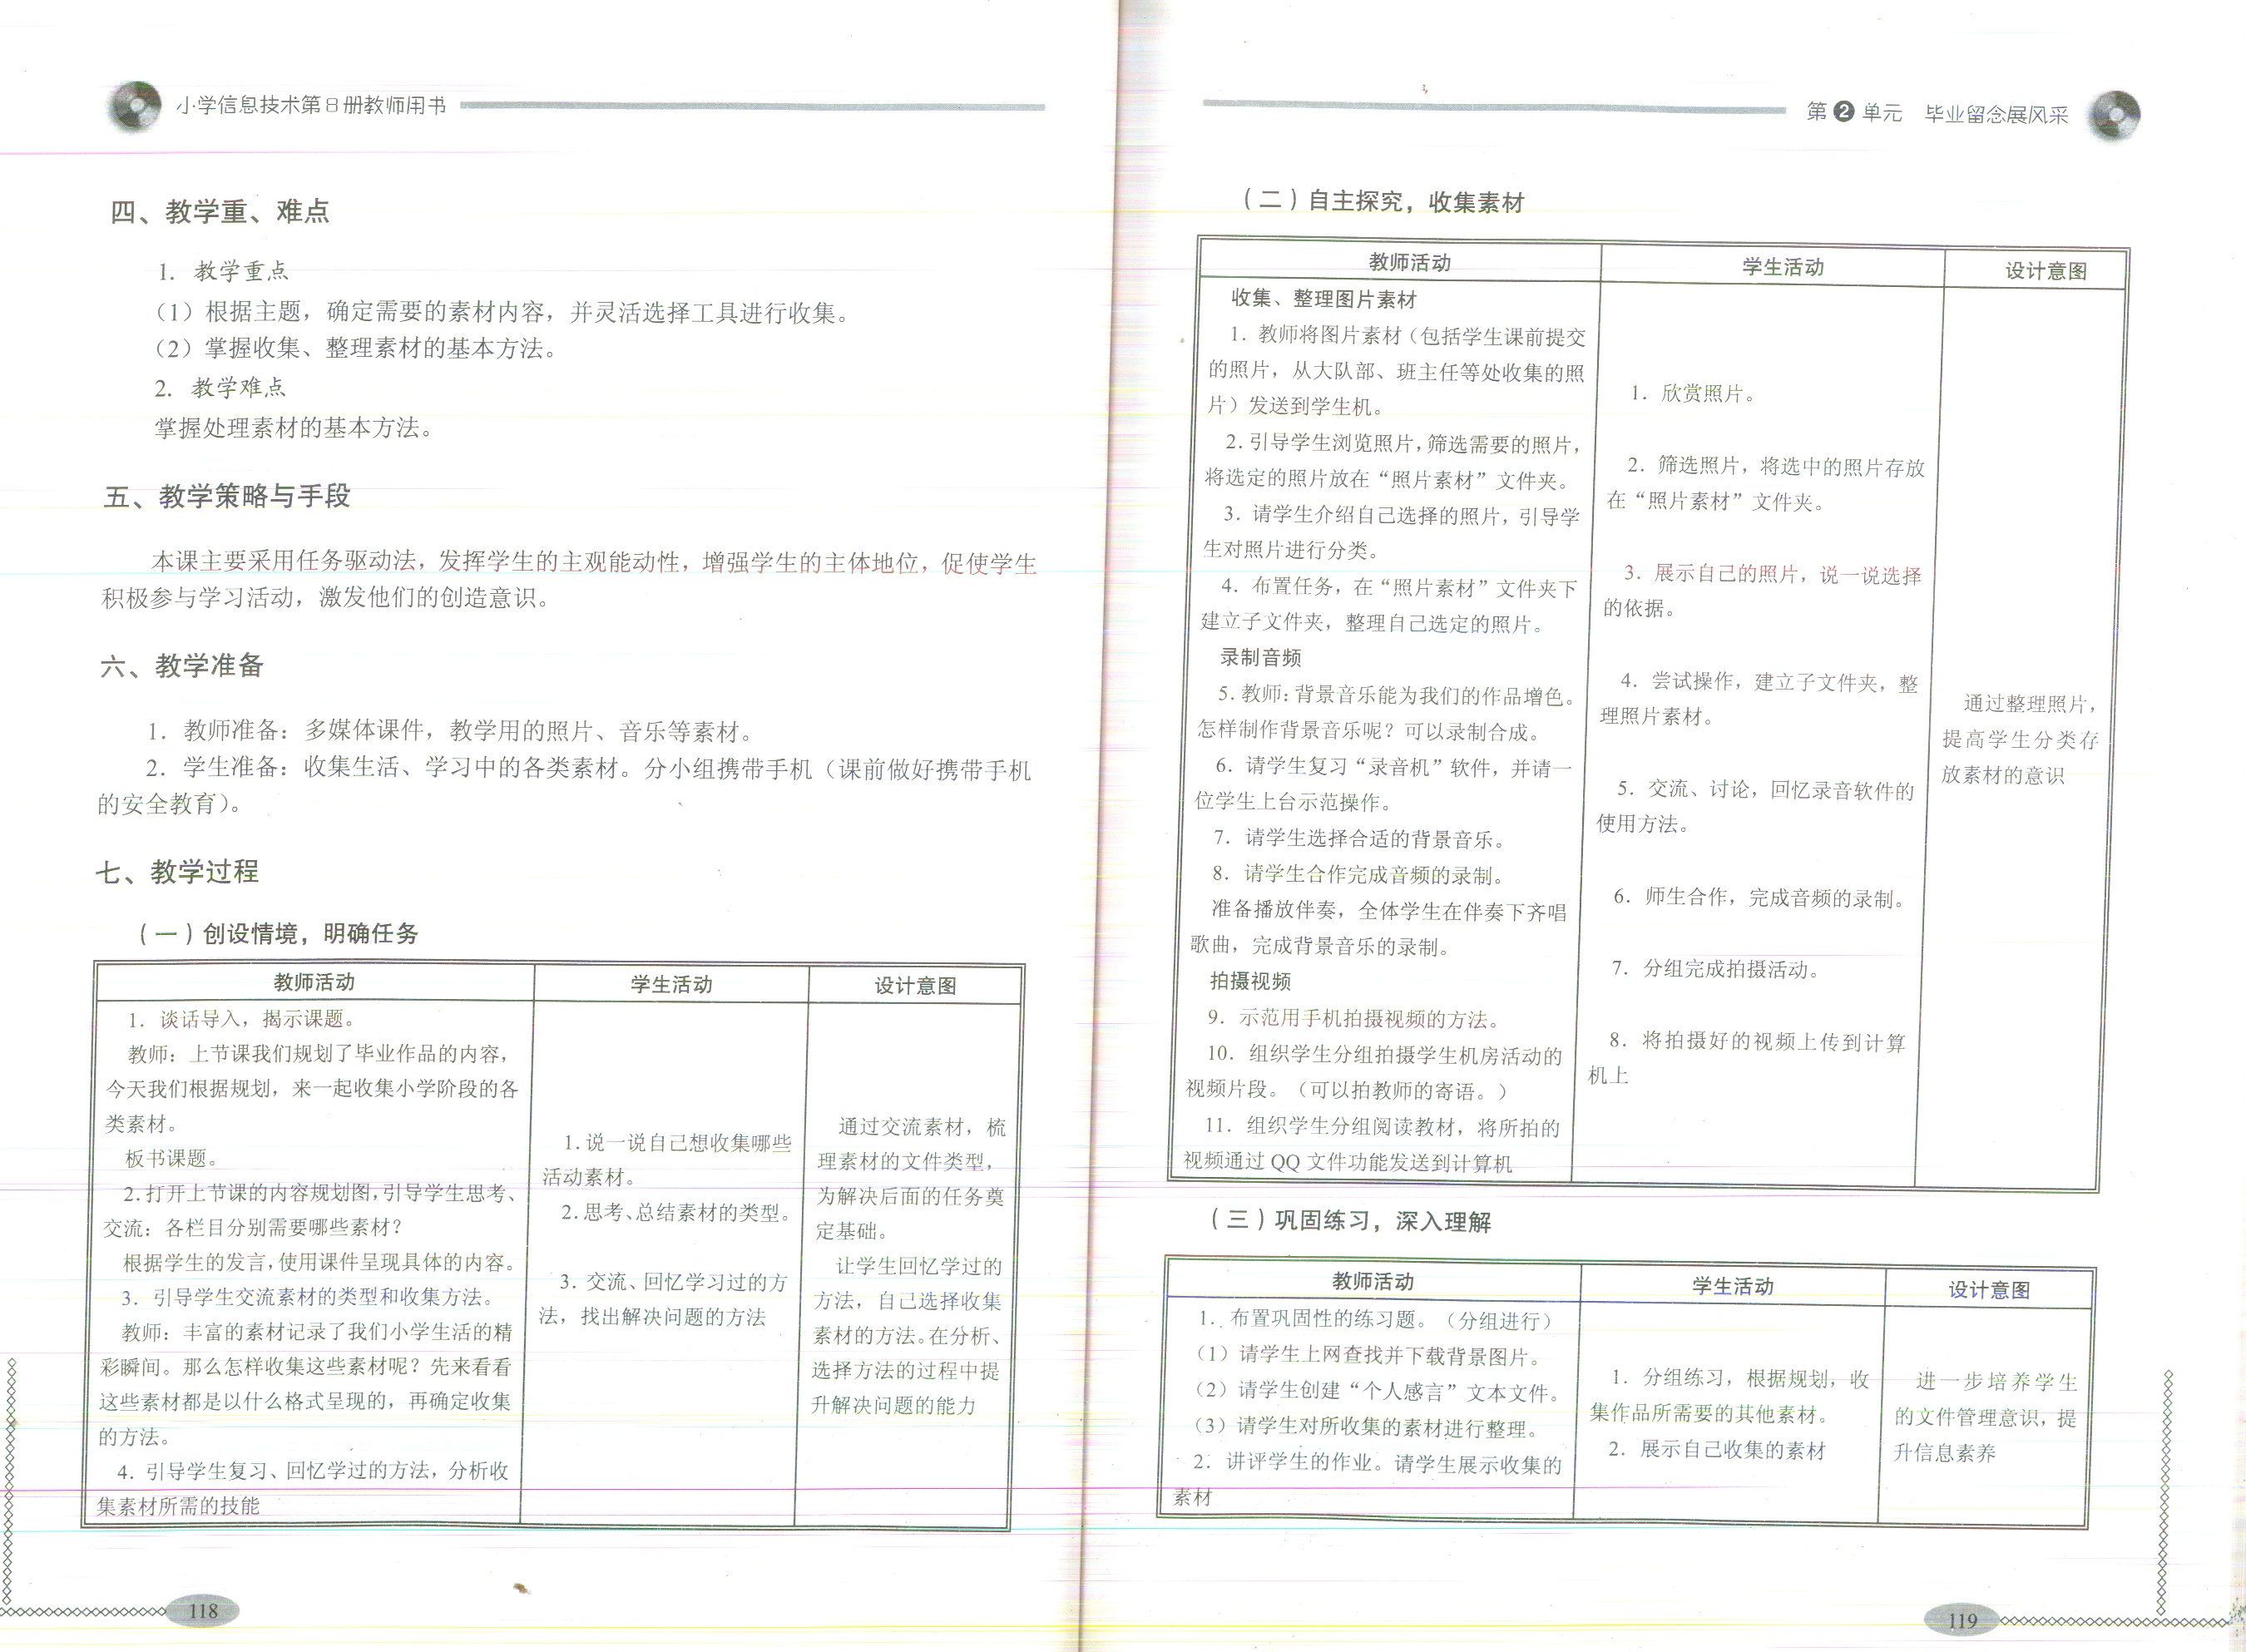 小学信息技术第8册教师用书
四、教学重、难点
1. 教学重点
（1）根据主题，确定需要的素材内容，并灵活选择工具进行收集。
（2）掌握收集、整理素材的基本方法。
2. 教学难点
掌握处理素材的基本方法。
五、教学策略与手段
本课主要采用任务驱动法，发挥学生的主观能动性，增强学生的主体地位，促使学生
积极参与学习活动，激发他们的创造意识。
六、教学准备
1. 教师准备：多媒体课件，教学用的照片、音乐等素材。
2. 学生准备：收集生活、学习中的各类素材。分小组携带手机（课前做好携带手机
的安全教育）。
七、教学过程
（一）创设情境，明确任务
教师活动
1. 谈话导入，揭示课题。
教师：上节课我们规划了毕业作品的内容，
今天我们根据规划，来一起收集小学阶段的各
类素材。
板书课题。
2.打开上节课的内容规划图,引导学生思考、
交流：各栏目分别需要哪些素材？
根据学生的发言,使用课件呈现具体的内容。
3. 引导学生交流素材的类型和收集方法。
教师：丰富的素材记录了我们小学生活的精
彩瞬间。那么怎样收集这些素材呢？先来看看
这些素材都是以什么格式呈现的，再确定收集
的方法。
4. 引导学生复习、回忆学过的方法，分析收
集素材所需的技能
学生活动
1.说一说自己想收集哪些
活动素材。
2.思考、总结素材的类型。
3. 交流、回忆学习过的方
法，找出解决问题的方法
设计意图
通过交流素材，梳
理素材的文件类型，
为解决后面的任务奠
定基础。
让学生回忆学过的
方法，自己选择收集
素材的方法。在分析、
选择方法的过程中提
升解决问题的能力
118
第2单元 毕业留念展风采
（二）自主探究，收集素材
教师活动
收集、整理图片素材
1. 教师将图片素材（包括学生课前提交
的照片，从大队部、班主任等处收集的照
片）发送到学生机。
2.引导学生浏览照片,筛选需要的照片,
将选定的照片放在“照片素材”文件夹。
3. 请学生介绍自己选择的照片，引导学
生对照片进行分类。
4. 布置任务，在“照片素材”文件夹下
建立子文件夹，整理自己选定的照片。
录制音频
5.教师:背景音乐能为我们的作品增色。
怎样制作背景音乐呢？可以录制合成。
6. 请学生复习“录音机”软件，并请一
位学生上台示范操作。
7. 请学生选择合适的背景音乐。
8. 请学生合作完成音频的录制。
准备播放伴奏，全体学生在伴奏下齐唱
歌曲，完成背景音乐的录制。
拍摄视频
9. 示范用手机拍摄视频的方法。
10. 组织学生分组拍摄学生机房活动的
视频片段。（可以拍教师的寄语。）
11. 组织学生分组阅读教材，将所拍的
视频通过 QQ 文件功能发送到计算机
学生活动
1. 欣赏照片。
2. 筛选照片，将选中的照片存放
在“照片素材”文件夹。
3. 展示自己的照片，说一说选择
的依据。
4. 尝试操作，建立子文件夹，整
理照片素材。
5. 交流、讨论，回忆录音软件的
使用方法。
6. 师生合作，完成音频的录制。
7. 分组完成拍摄活动。
8. 将拍摄好的视频上传到计算
机上
设计意图
通过整理照片，
提高学生分类存
放素材的意识
（三）巩固练习，深入理解
教师活动
1. 布置巩固性的练习题。（分组进行）
（1）请学生上网查找并下载背景图片。
（2）请学生创建“个人感言”文本文件。
（3）请学生对所收集的素材进行整理。
2. 讲评学生的作业。请学生展示收集的
素材
学生活动
1. 分组练习，根据规划，收
集作品所需要的其他素材。
2. 展示自己收集的素材
设计意图
进一步培养学生
的文件管理意识，提
升信息素养
119